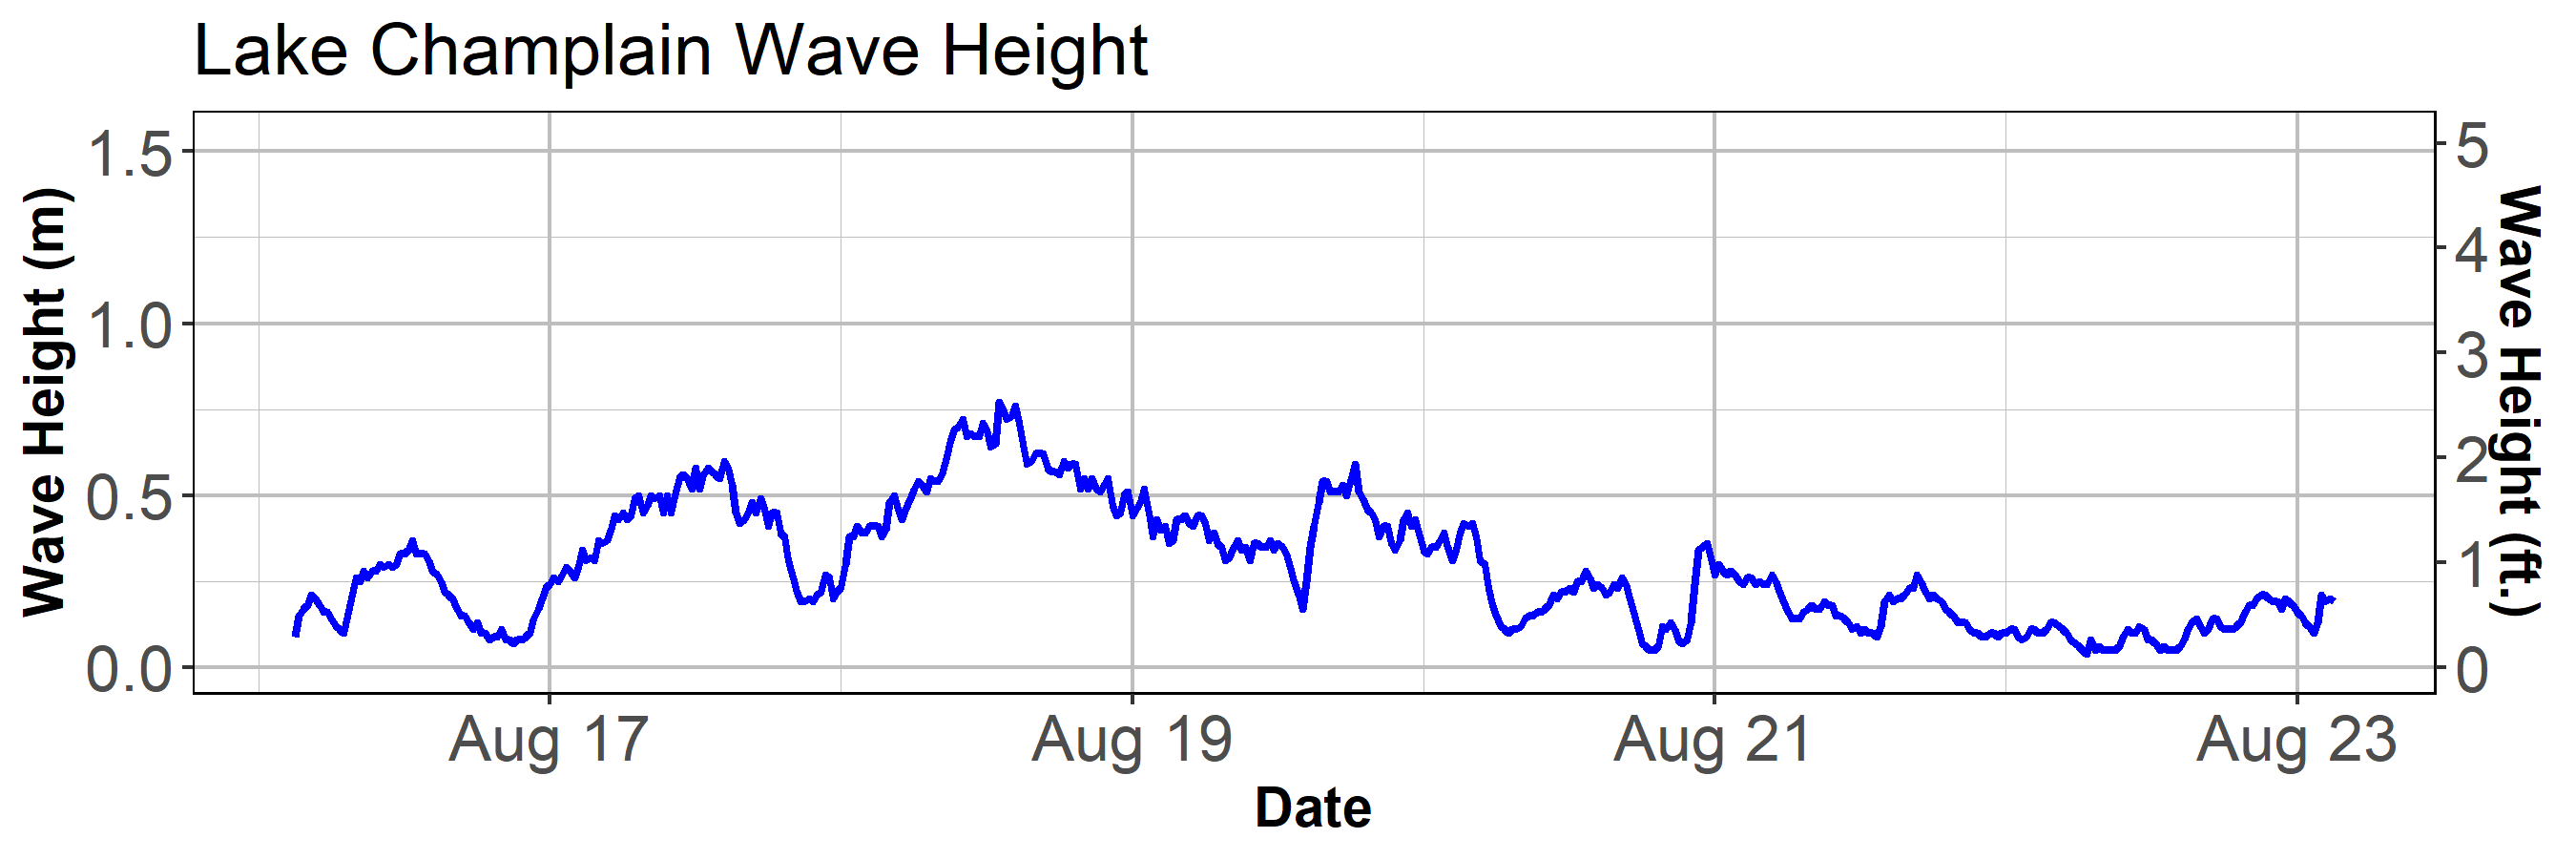 Lake Champlain Wave Height
Wave Height (m)
1.5
1.0
0.5
0.0
5
4
3
2
1
0
Wave Height (ft.)
Aug 17
Aug 19
Aug 21
Aug 23
Date